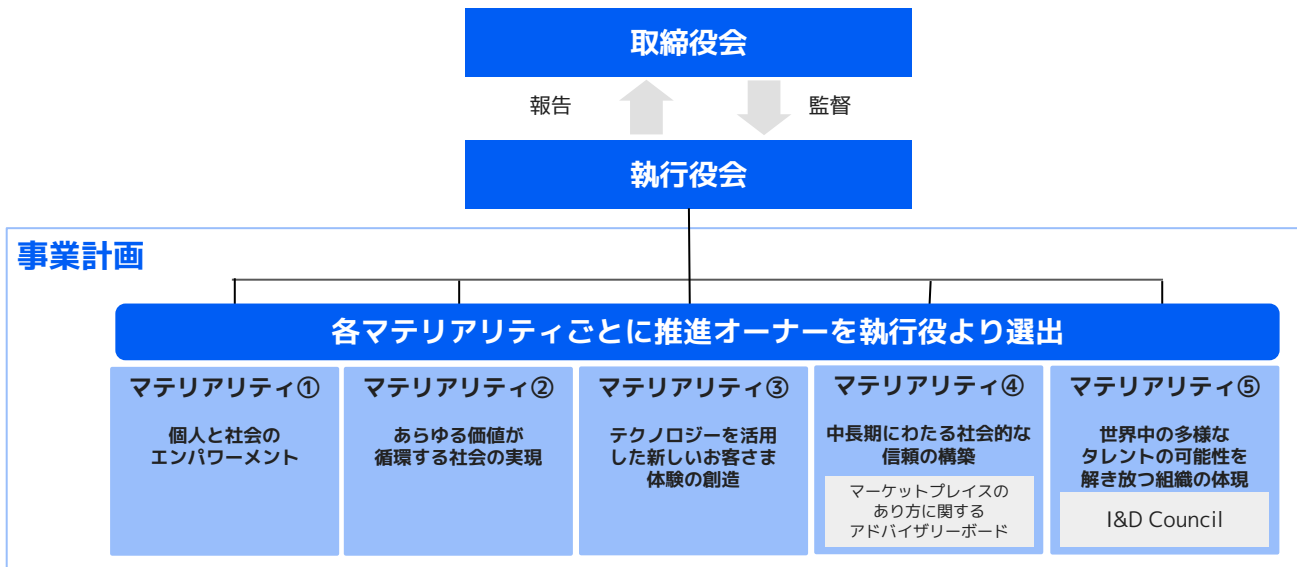 取締役会
報告
監督
執行役会
事業計画
各マテリアリティごとに推進オーナーを執行役より選出
マテリアリティ①
個人と社会の
エンパワーメント
マテリアリティ②
あらゆる価値が
循環する社会の実現
マテリアリティ③
テクノロジーを活用
した新しいお客さま
体験の創造
マテリアリティ④
中長期にわたる社会的な
信頼の構築
マーケットプレイスの
あり方に関する
アドバイザリーボード
マテリアリティ⑤
世界中の多様な
タレントの可能性を
解き放つ組織の体現
I&D Council